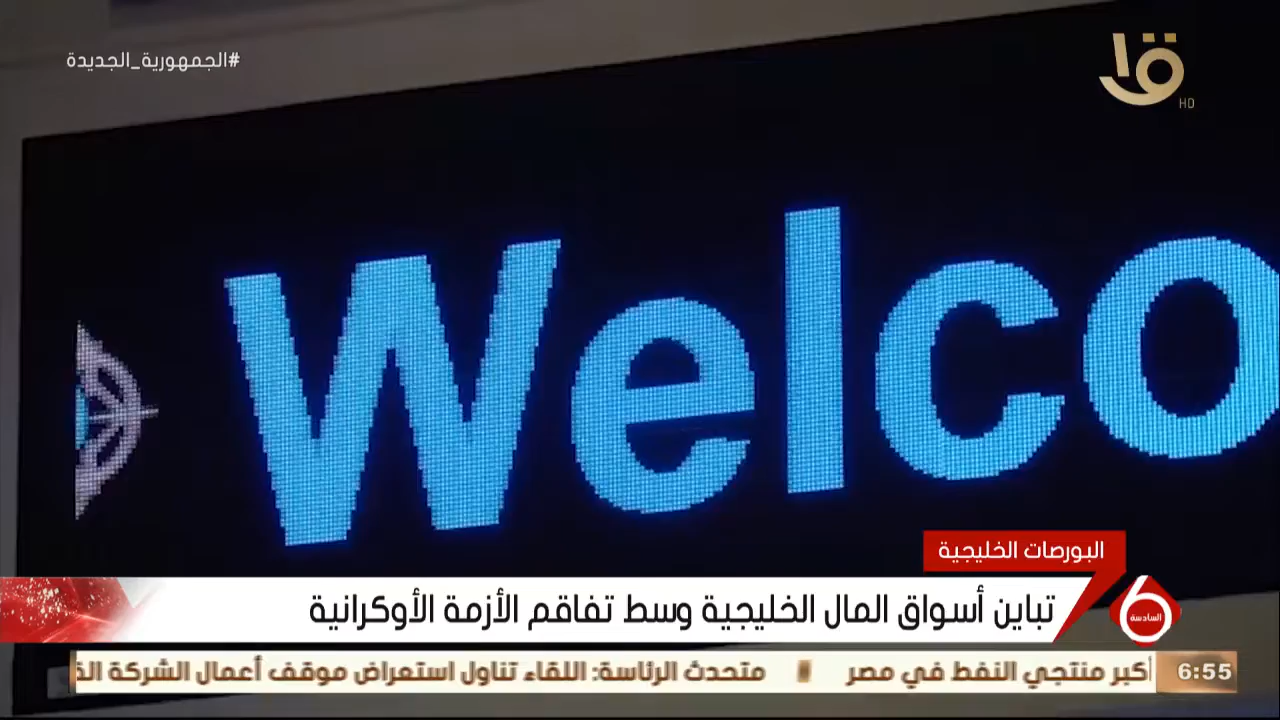 #الجمهورية_الجديدة
HD
Welco
البورصات الخليجية
تباين أسواق المال الخليجية وسط تفاقم الأزمة الأوكرانية
السادسة
6:55
أكبر منتجي النفط في مصر
متحدث الرئاسة: اللقاء تناول استعراض موقف أعمال الشركة